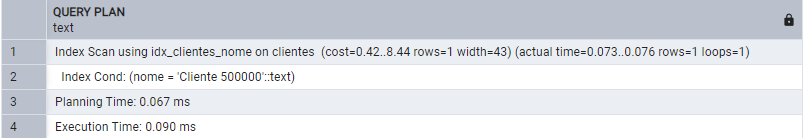 QUERY PLAN
text
1 Index Scan using idx_clientes_nome on clientes (cost=0.42..8.44 rows=1 width=43) (actual time=0.073..0.076 rows=1 loops=1)
2 Index Cond: (nome = 'Cliente 500000'::text)
3 Planning Time: 0.067 ms
4 Execution Time: 0.090 ms